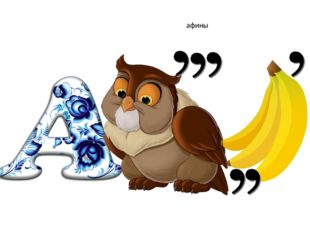 афины
А ,,, ,, ,